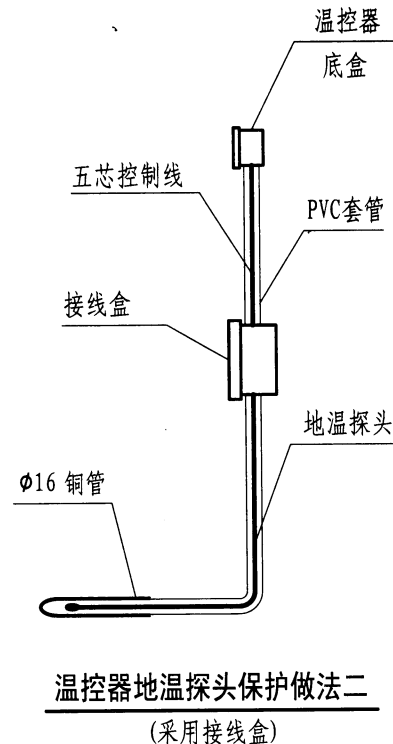 温控器
底盒
五芯控制线
PVC套管
接线盒
地温探头
Φ16 铜管
温控器地温探头保护做法二
(采用接线盒)